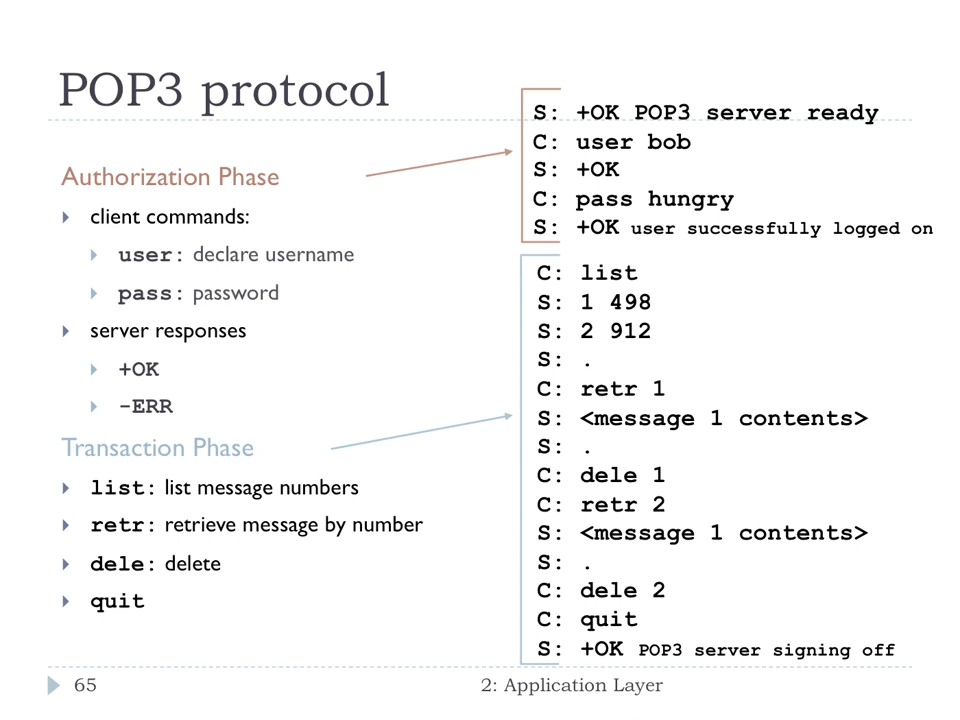 POP3 protocol
Authorization Phase
client commands:
user: declare username
pass: password
server responses
+OK
-ERR
Transaction Phase
list: list message numbers
retr: retrieve message by number
dele: delete
quit
S: +OK POP3 server ready
C: user bob
S: +OK
C: pass hungry
S: +OK user successfully logged on
C: list
S: 1 498
S: 2 912
S: .
C: retr 1
S: <message 1 contents>
S: .
C: dele 1
C: retr 2
S: <message 1 contents>
S: .
C: dele 2
C: quit
S: +OK POP3 server signing off
65
2: Application Layer